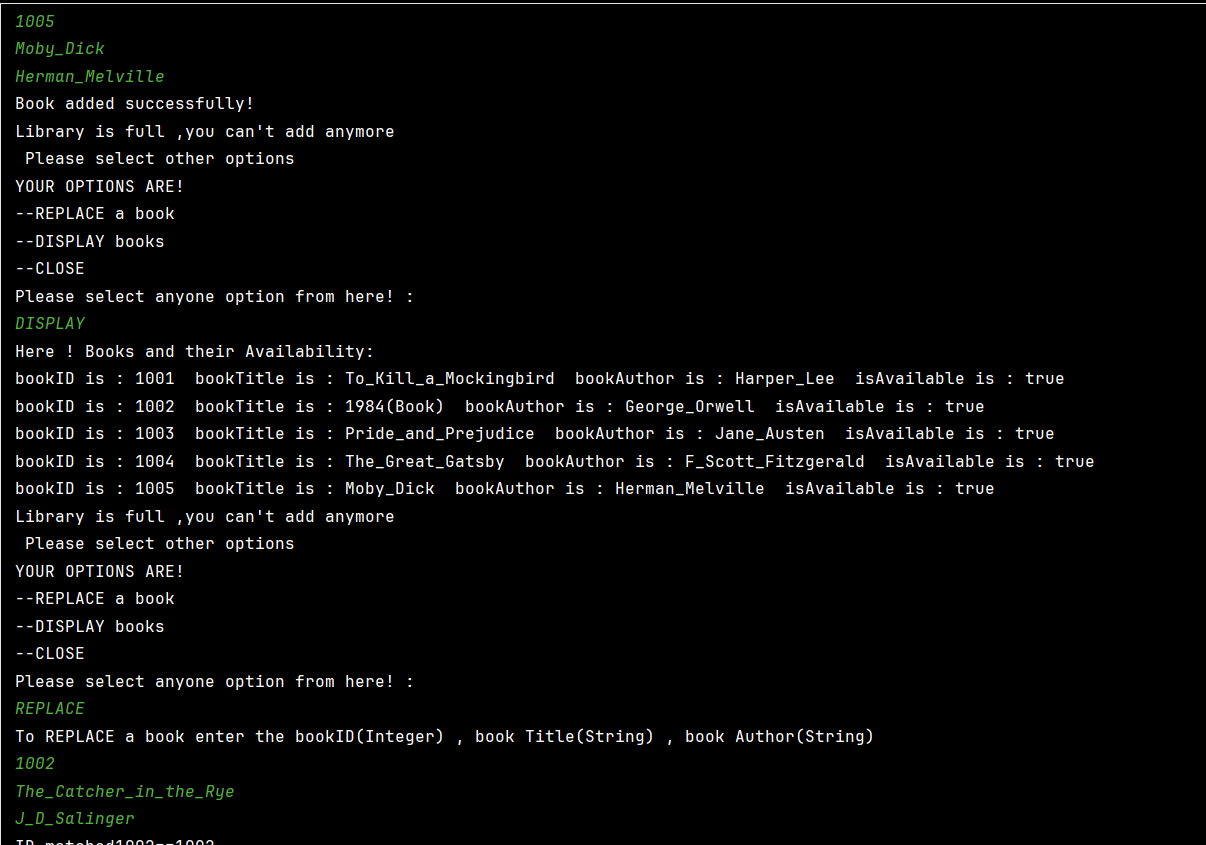 1005
Moby_Dick
Herman_Melville
Book added successfully!
Library is full ,you can't add anymore
 Please select other options
YOUR OPTIONS ARE!
--REPLACE a book
--DISPLAY books
--CLOSE
Please select anyone option from here! :
DISPLAY
Here ! Books and their Availability:
bookID is : 1001  bookTitle is : To_Kill_a_Mockingbird  bookAuthor is : Harper_Lee  isAvailable is : true
bookID is : 1002  bookTitle is : 1984(Book)  bookAuthor is : George_Orwell  isAvailable is : true
bookID is : 1003  bookTitle is : Pride_and_Prejudice  bookAuthor is : Jane_Austen  isAvailable is : true
bookID is : 1004  bookTitle is : The_Great_Gatsby  bookAuthor is : F_Scott_Fitzgerald  isAvailable is : true
bookID is : 1005  bookTitle is : Moby_Dick  bookAuthor is : Herman_Melville  isAvailable is : true
Library is full ,you can't add anymore
 Please select other options
YOUR OPTIONS ARE!
--REPLACE a book
--DISPLAY books
--CLOSE
Please select anyone option from here! :
REPLACE
To REPLACE a book enter the bookID(Integer) , book Title(String) , book Author(String)
1002
The_Catcher_in_the_Rye
J_D_Salinger